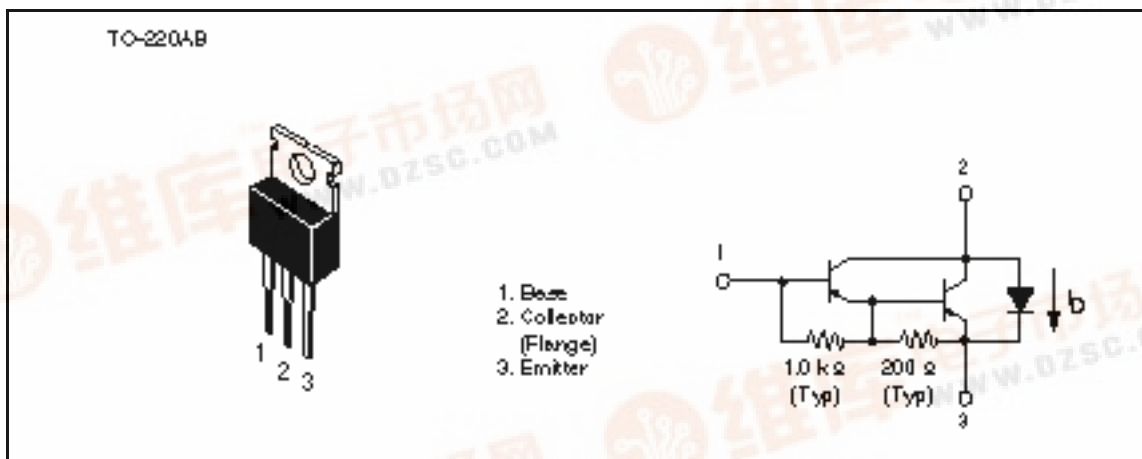 TO-220AB
维库电子市场网
WWW.DZSC.COM
1
2
3
1. Base
2. Collector
(Flange)
3. Emitter
2
1
1.0 k Ω
(Typ)
200 Ω
(Typ)
I_D
3